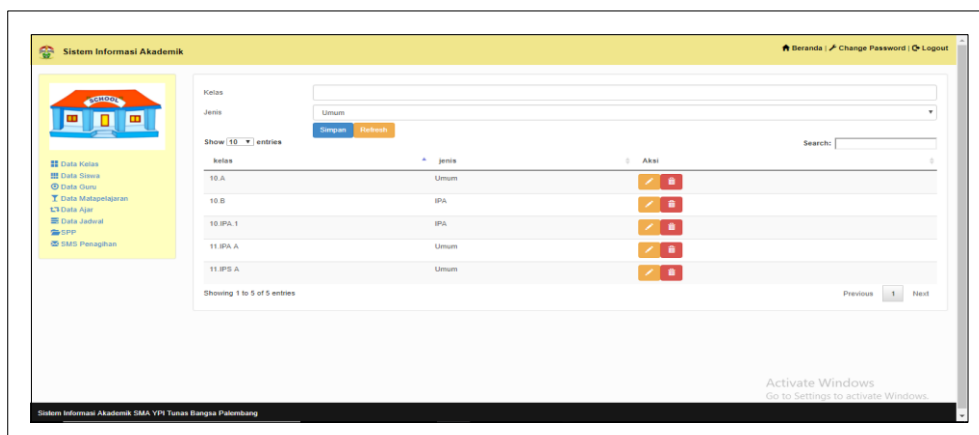 Sistem Informasi Akademik
Beranda | Change Password | Logout
SCHOOL
Data Kelas
Data Siswa
Data Guru
Data Matapelajaran
Data Ajar
Data Jadwal
SPP
SMS Penagihan
Kelas
Jenis Umum
Simpan Refresh
Show 10 entries Search:
kelas jenis Aksi
10.A Umum
10.B IPA
10.IPA.1 IPA
11.IPA A Umum
11.IPS A Umum
Showing 1 to 5 of 5 entries Previous 1 Next
Activate Windows
Go to Settings to activate Windows.
Sistem Informasi Akademik SMA YPI Tunas Bangsa Palembang